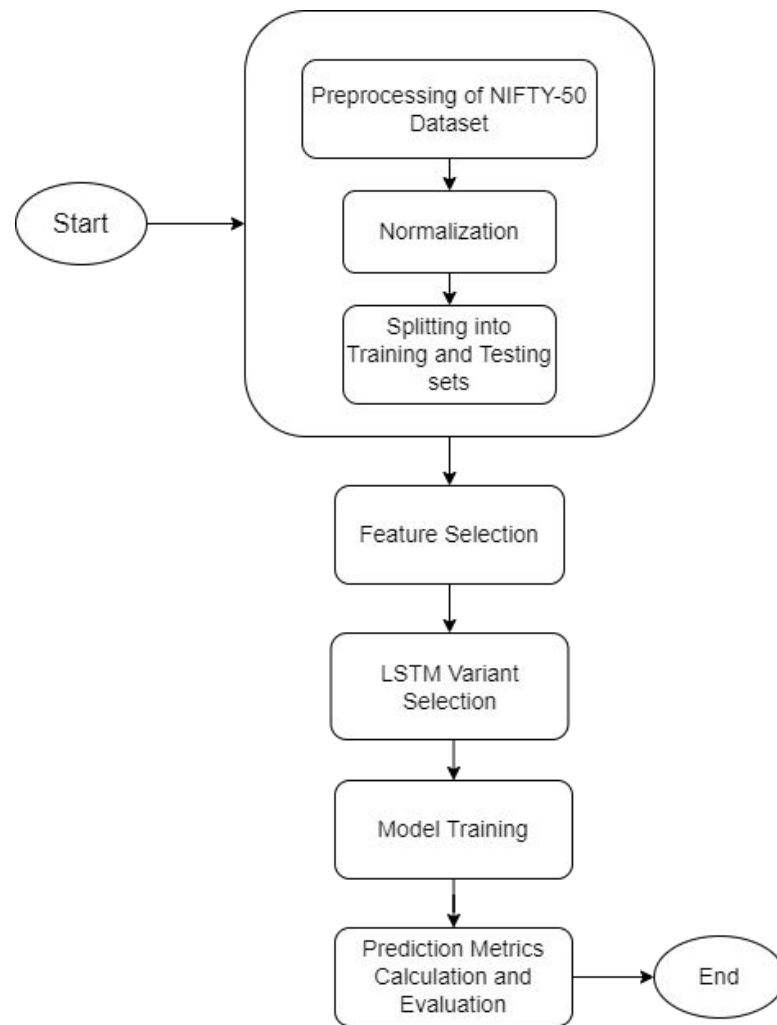 Preprocessing of NIFTY-50
Dataset
Start
Normalization
Splitting into
Training and Testing
sets
Feature Selection
LSTM Variant
Selection
Model Training
Prediction Metrics
Calculation and
Evaluation
End